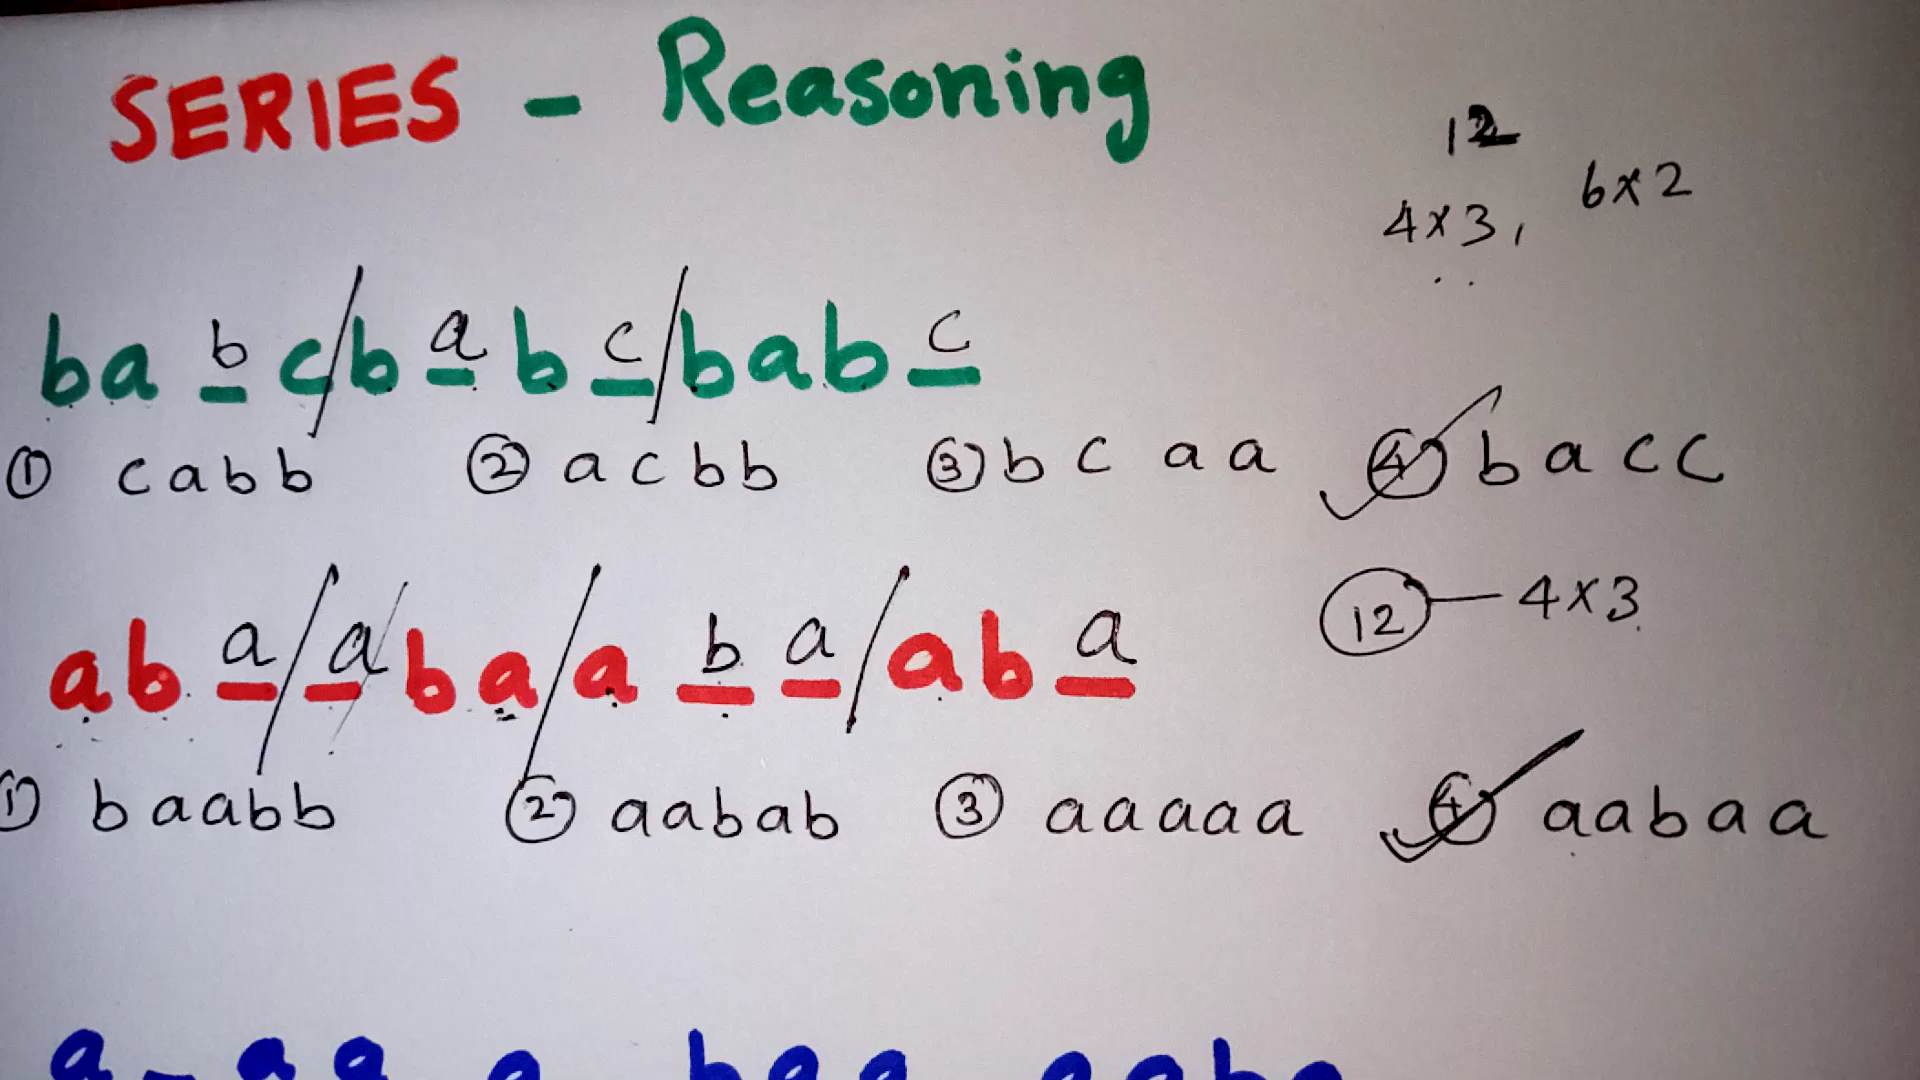 SERIES - Reasoning
12
4x3, 6x2
ba b c/b a b c/bab c
① cabb ② acbb ③ bcaa ④ bacc
ab a/a ba/a b a/ab a
12 — 4x3
① baabb ② aabab ③ aaaaa ④ aabaa
a _ a a _ a _ b a a _ a a b a